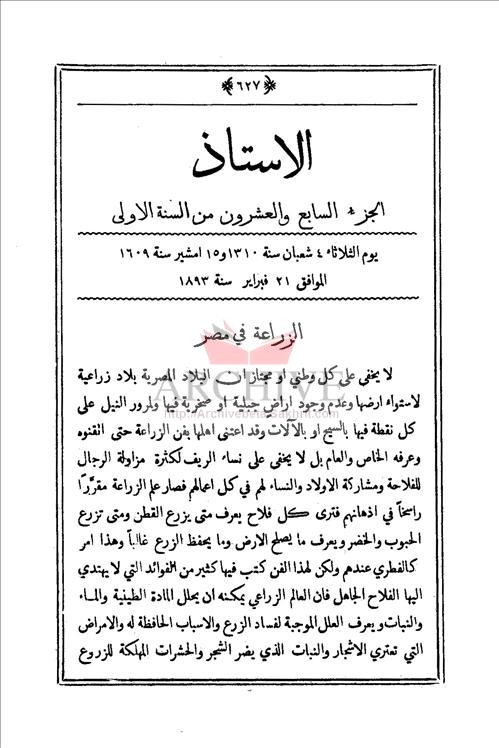 ٦٢٧
الاستاذ
الجزء السابع والعشرون من السنة الاولى
يوم الثلاثاء ٤ شعبان سنة ١٣١٠ و١٥ امشير سنة ١٦٠٩
الموافق ٢١ فبراير سنة ١٨٩٣
الزراعة في مصر
لا يخفى على كل وطني او مجتاز ان البلاد المصرية بلاد زراعية
لاستواء ارضها وعدم وجود اراض جبلية او صخرية فيها ولمرور النيل على
كل نقطة فيها بالسيح او بالآلات وقد اعتنى اهلها بفن الزراعة حتى اتقنوه
وعرفه الخاص والعام بل لا يخفى على نساء الريف لكثرة مزاولة الرجال
للفلاحة ومشاركة الاولاد والنساء لهم في كل اعمالهم فصار علم الزراعة مقرَّرًا
راسخاً في اذهانهم فترى كل فلاح يعرف متى يزرع القطن ومتى تزرع
الحبوب والخضر ويعرف ما يصلح الارض وما يحفظ الزرع غالباً وهذا امر
كالفطري عندهم ولكن لهذا الفن كتب فيها كثير من الفوائد التي لا يهتدي
اليها الفلاح الجاهل فان العالم الزراعي يمكنه ان يحلل المادة الطينية والماء
والنبات ويعرف العلل الموجبة لفساد الزرع والاسباب الحافظة له والامراض
التي تعتري الاشجار والنبات الذي يضر الشجر والحشرات المهلكة للزروع
ARCHIVE
http://Archivebeta.Sakhrit.com